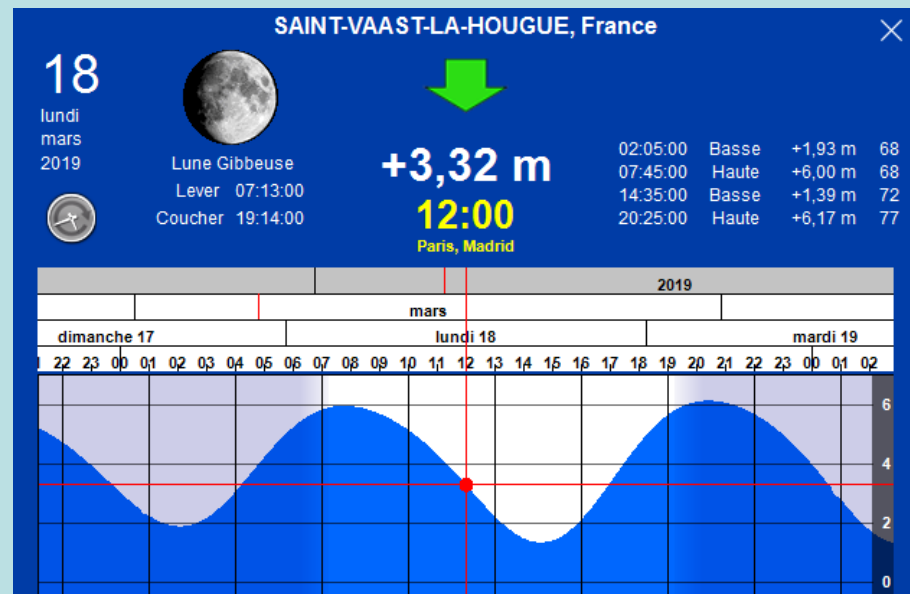 SAINT-VAAST-LA-HOUGUE, France
18
lundi
mars
2019
Lune Gibbeuse
Lever 07:13:00
Coucher 19:14:00
+3,32 m
12:00
Paris, Madrid
02:05:00 Basse +1,93 m 68
07:45:00 Haute +6,00 m 68
14:35:00 Basse +1,39 m 72
20:25:00 Haute +6,17 m 77
2019
mars
dimanche 17 lundi 18 mardi 19
22 23 00 01 02 03 04 05 06 07 08 09 10 11 12 13 14 15 16 17 18 19 20 21 22 23 00 01 02
6
4
2
0